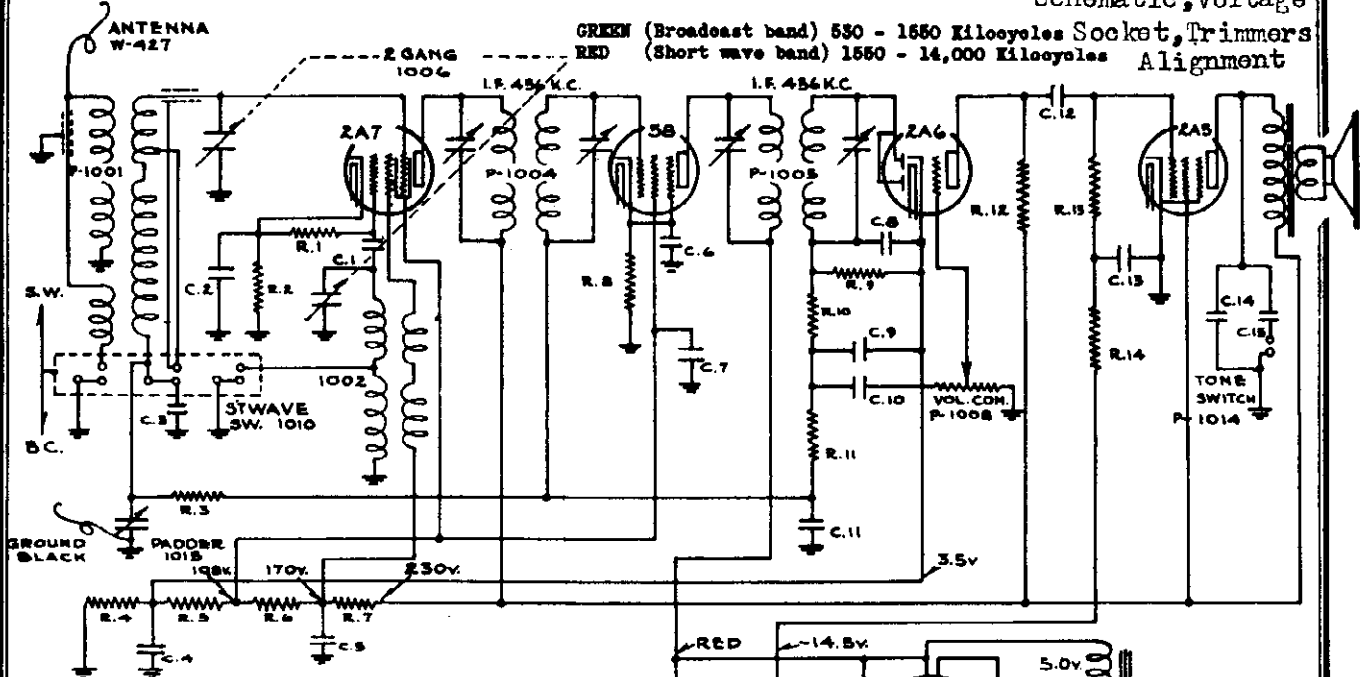 Schematic,Voltage
GREEN (Broadcast band) 530 - 1550 Kilocycles Socket,Trimmers
RED (Short wave band) 1550 - 14,000 Kilocycles Alignment
ANTENNA
W-427
2 GANG
1006
I.F. 456 K.C.
I.F. 456 K.C.
C.12
2A7
58
2A6
2A5
P-1001
P-1004
P-1005
R.12
R.13
R.1
C.1
C.6
C.8
C.2
R.2
R.8
R.9
C.13
S.W.
R.10
C.14
C.15
C.9
R.14
C.7
1002
C.10
VOL. CON.
P-1008
TONE
SWITCH
P-1014
C.3
ST WAVE
SW. 1010
B.C.
R.11
R.3
GROUND
BLACK
PADDER
1015
C.11
198v.
170v.
230v.
3.5v
R.4
R.5
R.6
R.7
C.4
C.5
RED
-14.5v.
5.0v.